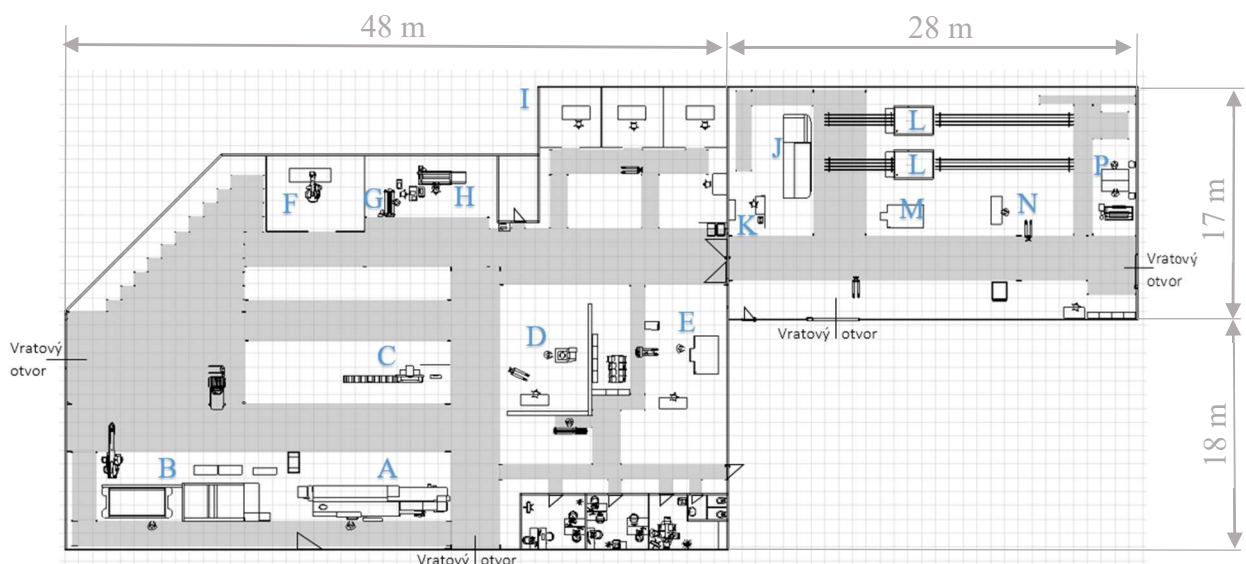 48 m
28 m
I
L
J
L
P
F
G
H
M
N
K
17 m
Vratový
otvor
D
E
Vratový otvor
Vratový
otvor
C
B
A
18 m
Vratový otvor